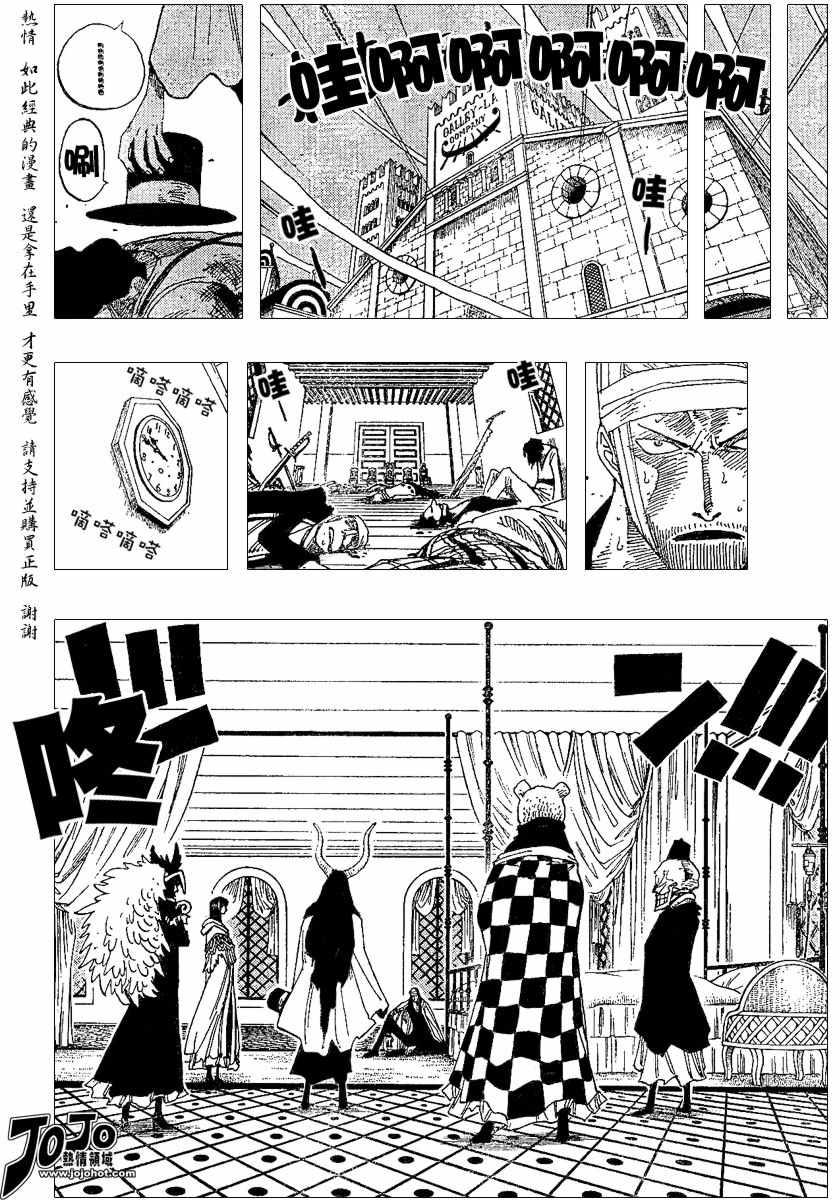 熱情 如此經典的漫畫 還是拿在手里 才更有感覺 請支持並購買正版 謝謝
哇啊啊啊啊啊
GALLEY-LA
COMPANY
哇
哇
…………
嘿
哇
哇
嘀嗒嘀嗒
嘀嗒嘀嗒
咚
JOJO
熱情領域
www.jojohot.com